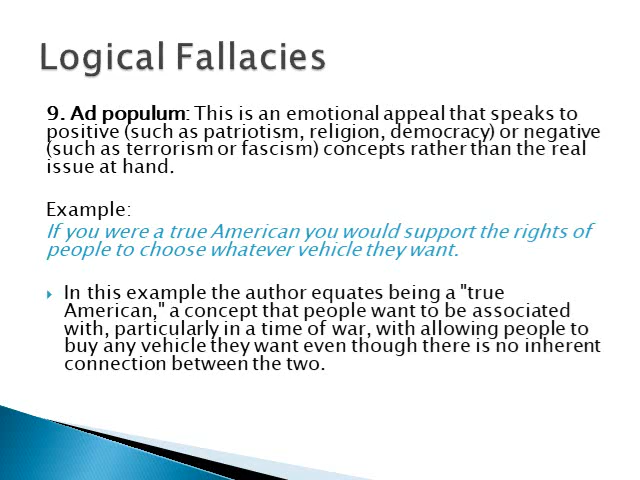 Logical Fallacies
9. Ad populum: This is an emotional appeal that speaks to
positive (such as patriotism, religion, democracy) or negative
(such as terrorism or fascism) concepts rather than the real
issue at hand.
Example:
If you were a true American you would support the rights of
people to choose whatever vehicle they want.
In this example the author equates being a "true
American," a concept that people want to be associated
with, particularly in a time of war, with allowing people to
buy any vehicle they want even though there is no inherent
connection between the two.